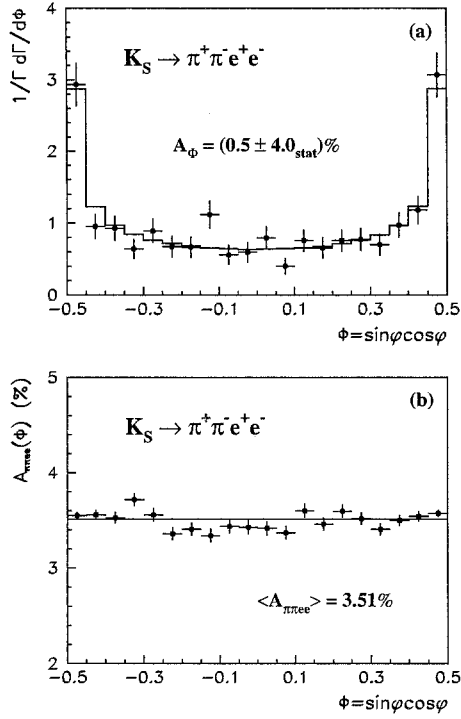 1/Γ dΓ/dΦ
4
(a)
K_S → π⁺π⁻e⁺e⁻
3
A_Φ = (0.5 ± 4.0_stat)%
2
1
0
-0.5 -0.3 -0.1 0.1 0.3 0.5
Φ=sinφcosφ
A_ππee(Φ) (%)
5
(b)
K_S → π⁺π⁻e⁺e⁻
4
3
<A_ππee> = 3.51%
2
-0.5 -0.3 -0.1 0.1 0.3 0.5
Φ=sinφcosφ